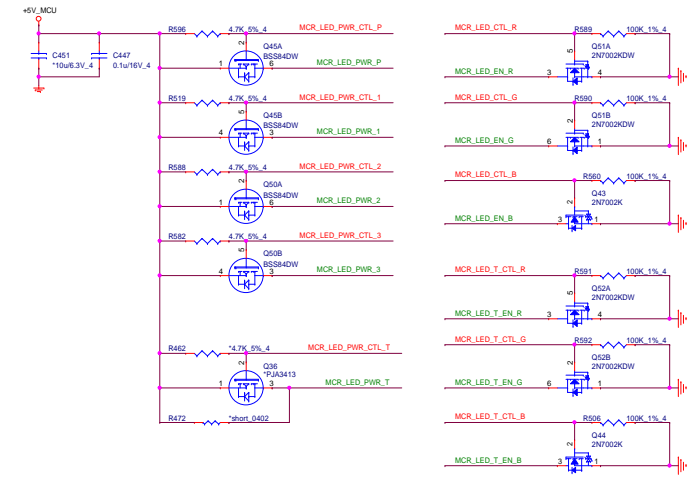 +5V_MCU
R596 4.7K_5%_4 MCR_LED_PWR_CTL_P
C451
*10u/6.3V_4
C447
0.1u/16V_4
2 Q45A
BSS84DW
1 6 MCR_LED_PWR_P
R519 4.7K_5%_4 MCR_LED_PWR_CTL_1
5 Q45B
BSS84DW
4 3 MCR_LED_PWR_1
R588 4.7K_5%_4 MCR_LED_PWR_CTL_2
2 Q50A
BSS84DW
1 6 MCR_LED_PWR_2
R582 4.7K_5%_4 MCR_LED_PWR_CTL_3
5 Q50B
BSS84DW
4 3 MCR_LED_PWR_3
R462 *4.7K_5%_4 MCR_LED_PWR_CTL_T
2 Q36
*PJA3413
1 3 MCR_LED_PWR_T
R472 *short_0402
MCR_LED_CTL_R R589 100K_1%_4
5 Q51A
2N7002KDW
MCR_LED_EN_R 3 4
MCR_LED_CTL_G R590 100K_1%_4
2 Q51B
2N7002KDW
MCR_LED_EN_G 6 1
MCR_LED_CTL_B R560 100K_1%_4
2 Q43
2N7002K
MCR_LED_EN_B 3 1
MCR_LED_T_CTL_R R591 100K_1%_4
5 Q52A
2N7002KDW
MCR_LED_T_EN_R 3 4
MCR_LED_T_CTL_G R592 100K_1%_4
2 Q52B
2N7002KDW
MCR_LED_T_EN_G 6 1
MCR_LED_T_CTL_B R506 100K_1%_4
2 Q44
2N7002K
MCR_LED_T_EN_B 3 1